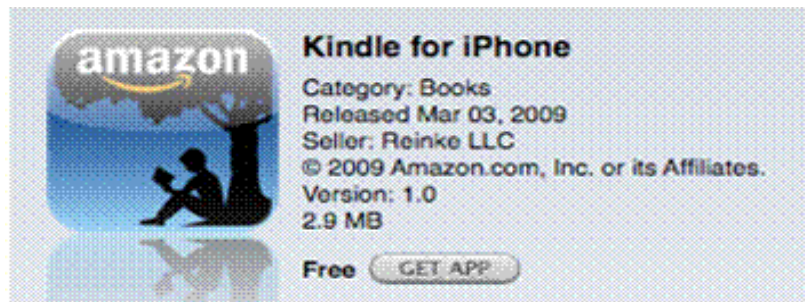 amazon
Kindle for iPhone
Category: Books
Released Mar 03, 2009
Seller: Reinke LLC
© 2009 Amazon.com, Inc. or its Affiliates.
Version: 1.0
2.9 MB
Free GET APP